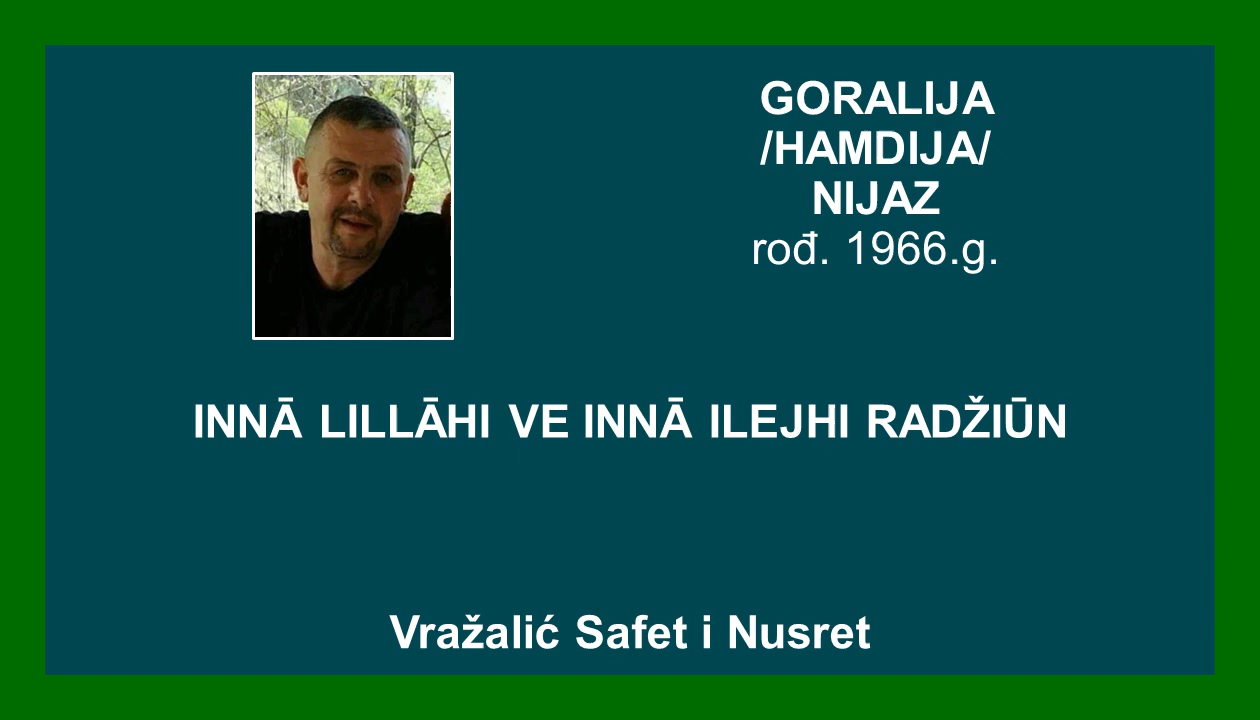 GORALIJA
/HAMDIJA/
NIJAZ
rođ. 1966.g.
INNĀ LILLĀHI VE INNĀ ILEJHI RADŽIŪN
Vražalić Safet i Nusret